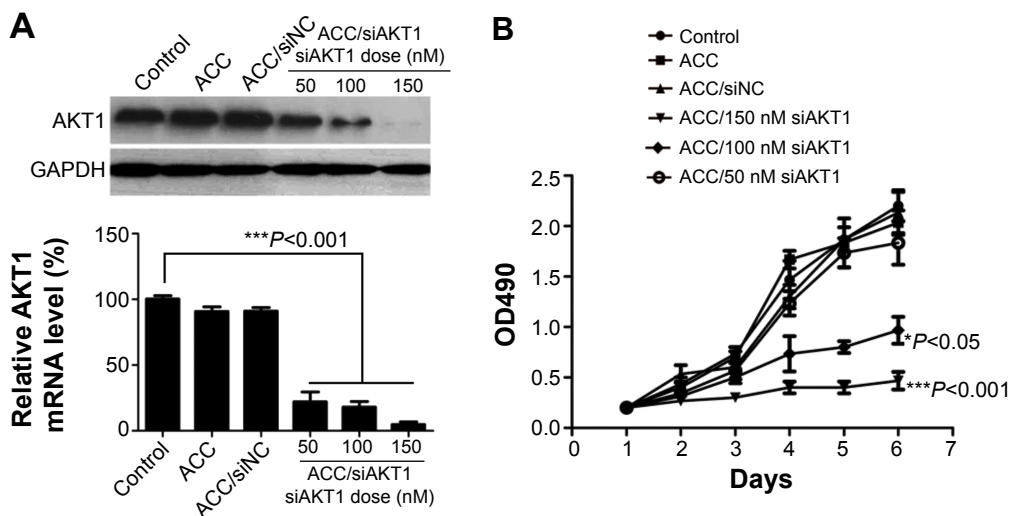 A
Control
ACC
ACC/siNC
ACC/siAKT1
siAKT1 dose (nM)
50 100 150
AKT1
GAPDH
Relative AKT1
mRNA level (%)
***P<0.001
150
100
50
0
Control
ACC
ACC/siNC
50 100 150
ACC/siAKT1
siAKT1 dose (nM)
B
Control
ACC
ACC/siNC
ACC/150 nM siAKT1
ACC/100 nM siAKT1
ACC/50 nM siAKT1
OD490
2.5
2.0
1.5
1.0
0.5
0.0
*P<0.05
***P<0.001
0 1 2 3 4 5 6 7
Days